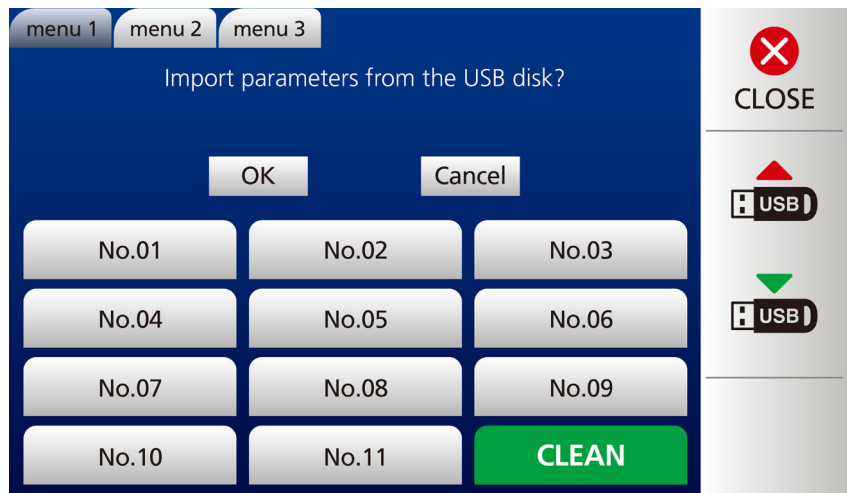 menu 1 menu 2 menu 3
Import parameters from the USB disk?
CLOSE
OK Cancel
USB
No.01 No.02 No.03
No.04 No.05 No.06
USB
No.07 No.08 No.09
No.10 No.11 CLEAN